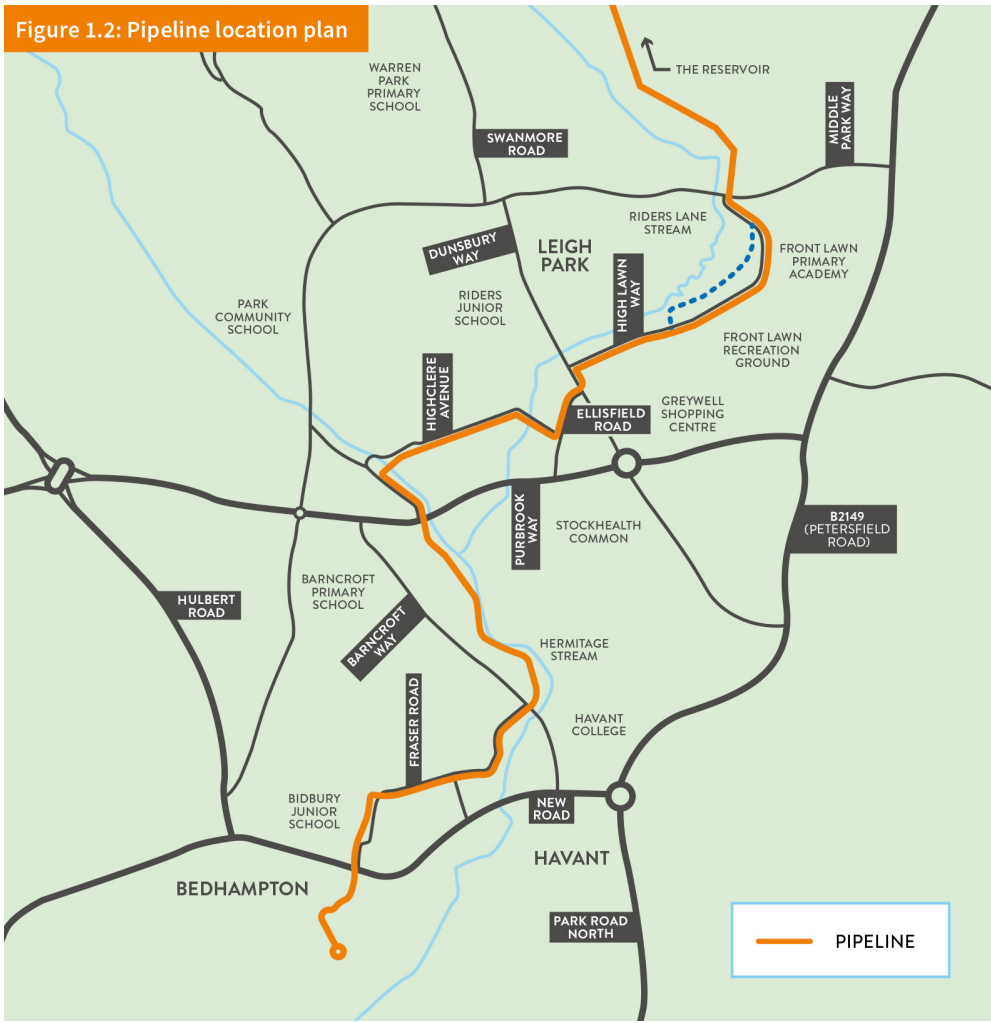 Figure 1.2: Pipeline location plan
THE RESERVOIR
WARREN
PARK
PRIMARY
SCHOOL
MIDDLE
PARK WAY
SWANMORE
ROAD
RIDERS LANE
STREAM
DUNSBURY
WAY
LEIGH
PARK
FRONT LAWN
PRIMARY
ACADEMY
HIGH LAWN
WAY
RIDERS
JUNIOR
SCHOOL
PARK
COMMUNITY
SCHOOL
FRONT LAWN
RECREATION
GROUND
HIGHCLERE
AVENUE
ELLISFIELD
ROAD
GREYWELL
SHOPPING
CENTRE
PURBROOK
WAY
STOCKHEALTH
COMMON
B2149
(PETERSFIELD
ROAD)
BARNCROFT
PRIMARY
SCHOOL
HULBERT
ROAD
BARNCROFT
WAY
HERMITAGE
STREAM
FRASER ROAD
HAVANT
COLLEGE
BIDBURY
JUNIOR
SCHOOL
NEW
ROAD
HAVANT
BEDHAMPTON
PARK ROAD
NORTH
PIPELINE